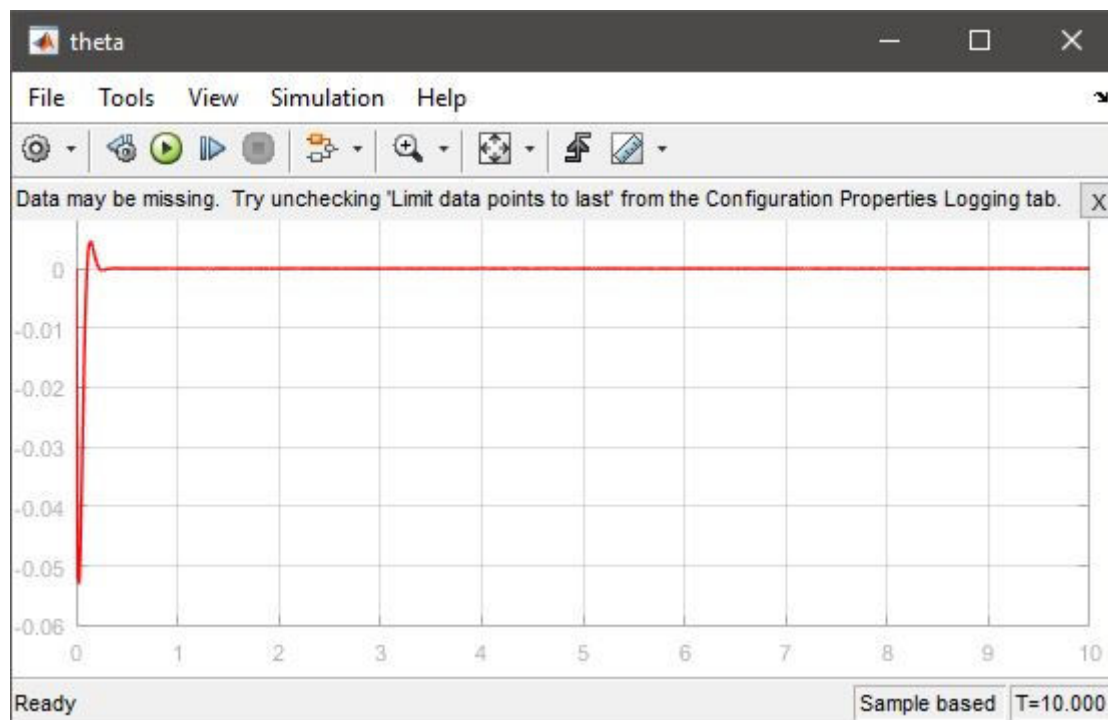 theta
File Tools View Simulation Help
Data may be missing. Try unchecking 'Limit data points to last' from the Configuration Properties Logging tab. X
0
-0.01
-0.02
-0.03
-0.04
-0.05
-0.06
0 1 2 3 4 5 6 7 8 9 10
Ready Sample based T=10.000